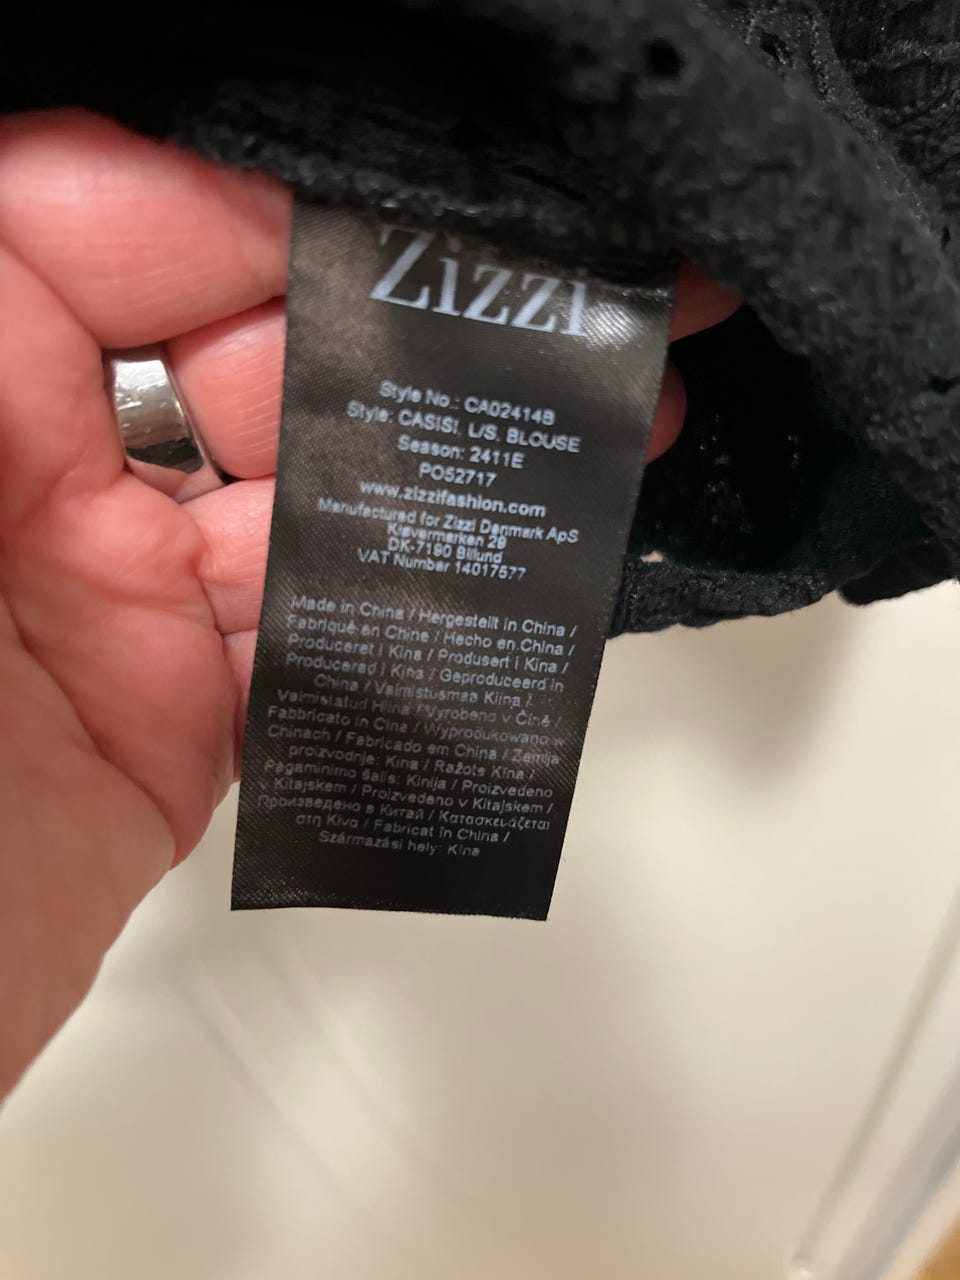 Zizzi
Style No.: CA02414B
Style: CASISI, L/S, BLOUSE
Season: 2411E
PO52717
www.zizzifashion.com
Manufactured for Zizzi Denmark ApS
Kløvermarken 29
DK-7190 Billund
VAT Number 14017577
Made in China / Hergestellt in China /
Fabriqué en Chine / Hecho en China /
Produceret i Kina / Produsert i Kina /
Producerad i Kina / Geproduceerd in
China / Valmistusmaa Kiina /
Valmistatud Hiina / Vyrobeno v Číně /
Fabbricato in Cina / Wyprodukowano w
Chinach / Fabricado em China / Zemlja
proizvodnje: Kina / Ražots Ķīna /
Pagaminimo šalis: Kinija / Proizvedeno
v Kitajskem / Proizvedeno v Kitajskem /
Произведено в Китай / Κατασκευάζεται
στη Κίνα / Fabricat în China /
Származási hely: Kína